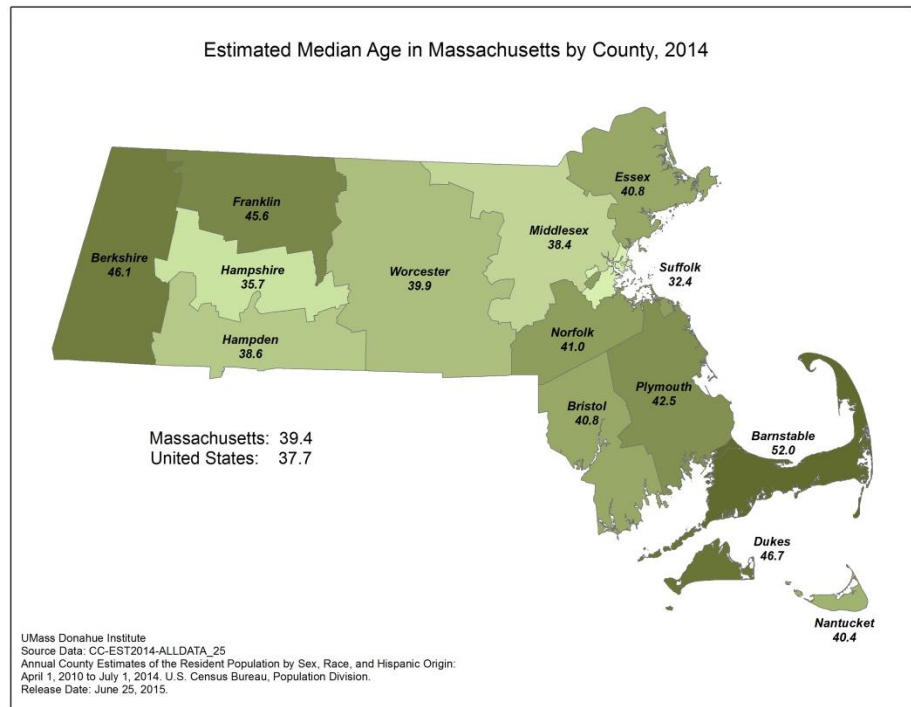 Estimated Median Age in Massachusetts by County, 2014
Essex
40.8
Franklin
45.6
Middlesex
38.4
Berkshire
46.1
Hampshire
35.7
Worcester
39.9
Suffolk
32.4
Hampden
38.6
Norfolk
41.0
Plymouth
42.5
Bristol
40.8
Barnstable
52.0
Massachusetts: 39.4
United States: 37.7
Dukes
46.7
Nantucket
40.4
UMass Donahue Institute
Source Data: CC-EST2014-ALLDATA_25
Annual County Estimates of the Resident Population by Sex, Race, and Hispanic Origin:
April 1, 2010 to July 1, 2014. U.S. Census Bureau, Population Division.
Release Date: June 25, 2015.